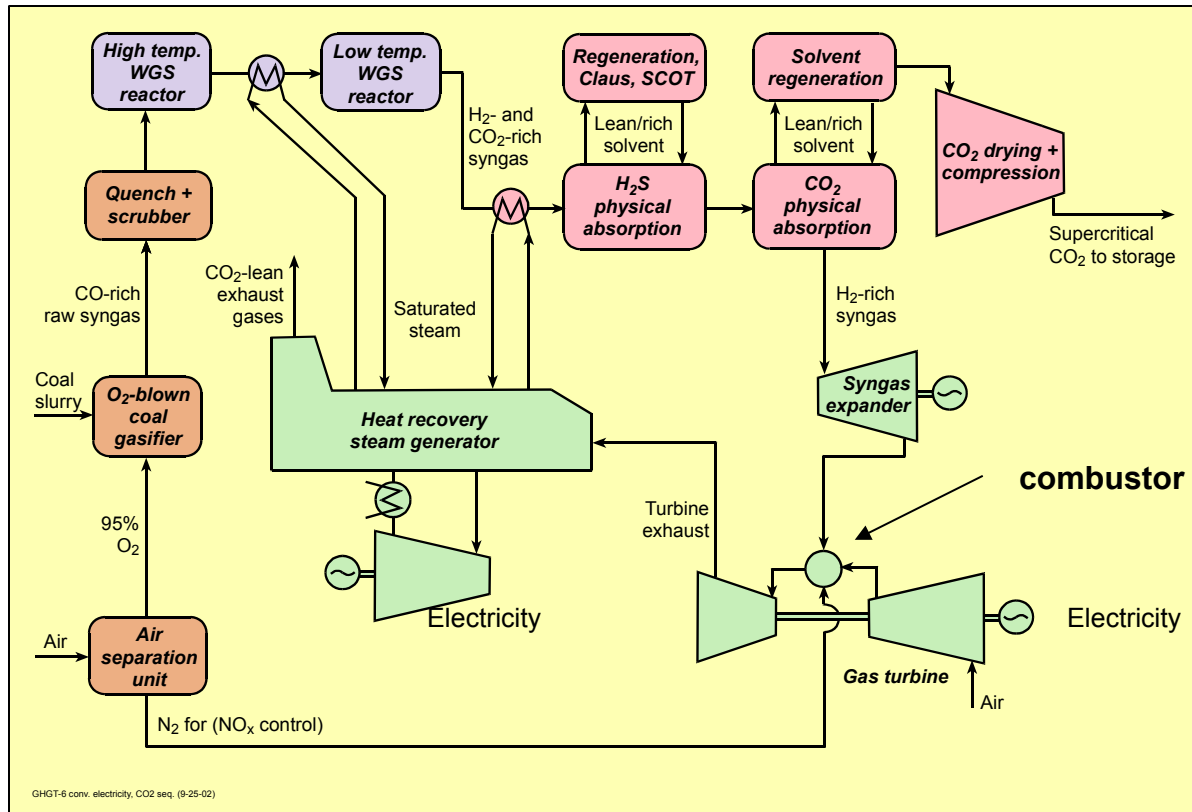 High temp.
WGS
reactor
Low temp.
WGS
reactor
Regeneration,
Claus, SCOT
Solvent
regeneration
H₂- and
CO₂-rich
syngas
Lean/rich
solvent
Lean/rich
solvent
CO₂ drying +
compression
Quench +
scrubber
H₂S
physical
absorption
CO₂
physical
absorption
Supercritical
CO₂ to storage
CO₂-lean
exhaust
gases
CO-rich
raw syngas
Saturated
steam
H₂-rich
syngas
Coal
slurry
O₂-blown
coal
gasifier
Syngas
expander
Heat recovery
steam generator
combustor
Turbine
exhaust
95%
O₂
Electricity
Electricity
Air
Air
separation
unit
Gas turbine
Air
N₂ for (NOₓ control)
GHGT-6 conv. electricity, CO2 seq. (9-25-02)